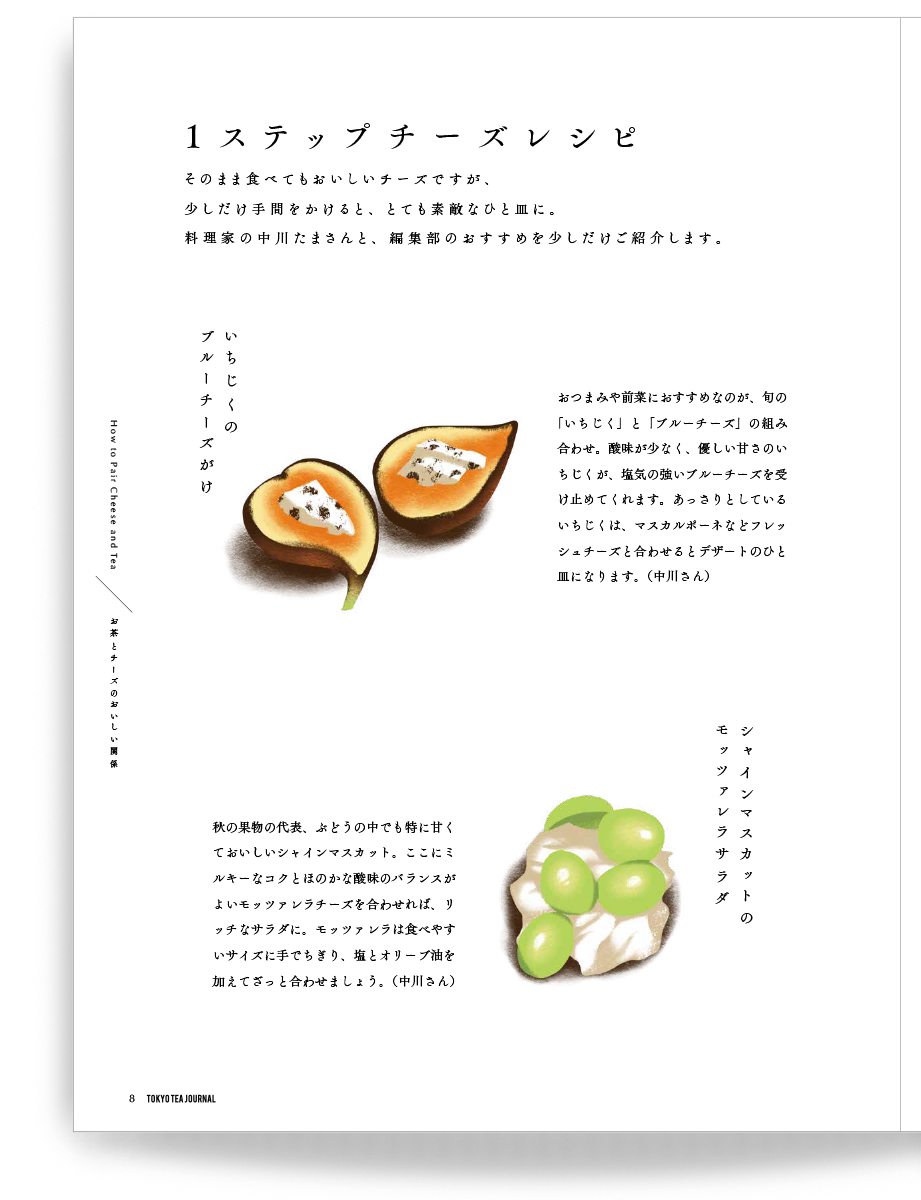 1ステップチーズレシピ
そのまま食べてもおいしいチーズですが、
少しだけ手間をかけると、とても素敵なひと皿に。
料理家の中川たまさんと、編集部のおすすめを少しだけご紹介します。
いちじくの
ブルーチーズがけ
おつまみや前菜におすすめなのが、旬の
「いちじく」と「ブルーチーズ」の組み
合わせ。酸味が少なく、優しい甘さのい
ちじくが、塩気の強いブルーチーズを受
け止めてくれます。あっさりとしている
いちじくは、マスカルポーネなどフレッ
シュチーズと合わせるとデザートのひと
皿になります。（中川さん）
How to Pair Cheese and Tea
お茶とチーズのおいしい関係
シャインマスカットの
モッツァレラサラダ
秋の果物の代表、ぶどうの中でも特に甘く
ておいしいシャインマスカット。ここにミ
ルキーなコクとほのかな酸味のバランスが
よいモッツァレラチーズを合わせれば、リ
ッチなサラダに。モッツァレラは食べやす
いサイズに手でちぎり、塩とオリーブ油を
加えてざっと合わせましょう。（中川さん）
8 TOKYO TEA JOURNAL